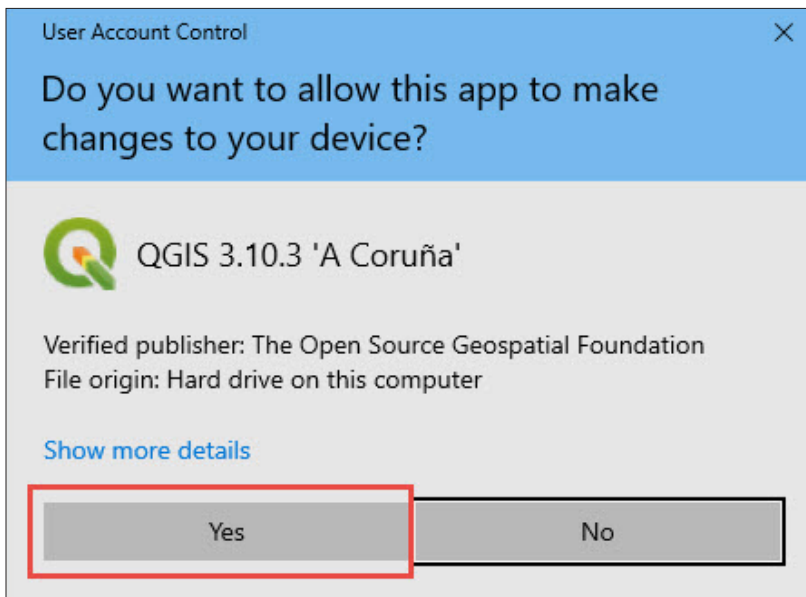 User Account Control
Do you want to allow this app to make
changes to your device?
QGIS 3.10.3 'A Coruña'
Verified publisher: The Open Source Geospatial Foundation
File origin: Hard drive on this computer
Show more details
Yes
No